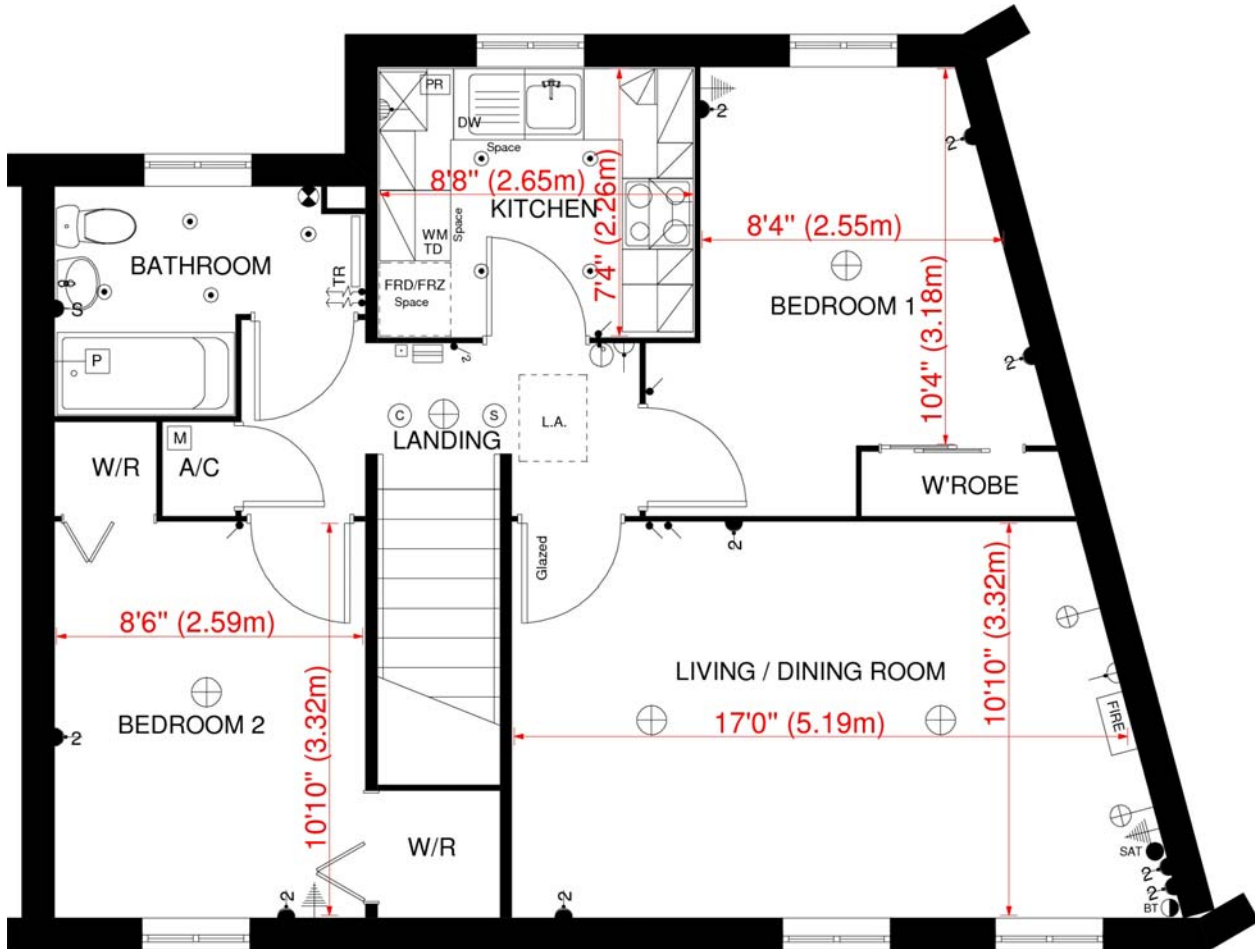 PR
DW
Space
8'8" (2.65m)
KITCHEN
7'4" (2.26m)
WM
TD
Space
FRD/FRZ
Space
2
2
8'4" (2.55m)
BEDROOM 1
10'4" (3.18m)
2
W'ROBE
BATHROOM
TR
S
P
2
C
S
LANDING
L.A.
M
W/R
A/C
Glazed
2
8'6" (2.59m)
BEDROOM 2
10'10" (3.32m)
2
2
W/R
LIVING / DINING ROOM
17'0" (5.19m)
10'10" (3.32m)
FIRE
SAT
2
2
BT
2